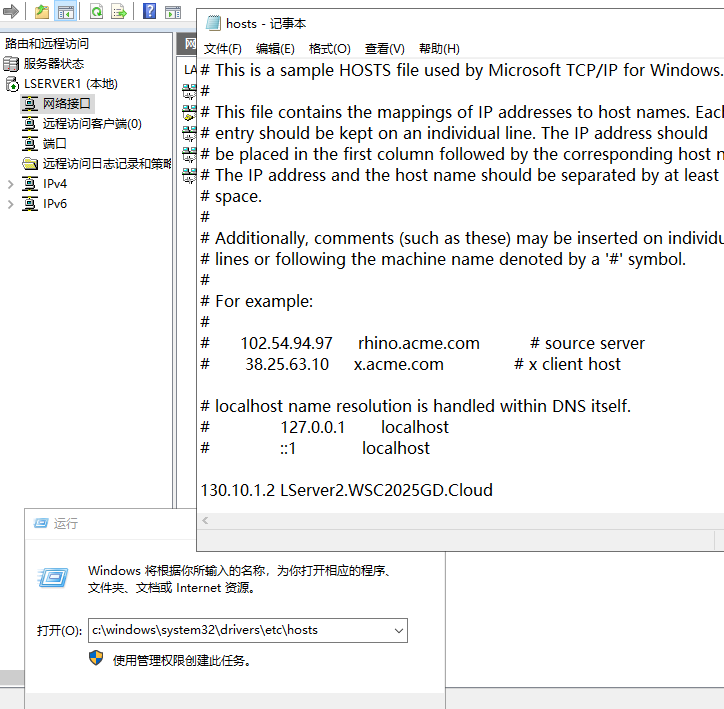 路由和远程访问
服务器状态
LSERVER1 (本地)
网络接口
远程访问客户端(0)
端口
远程访问日志记录和策略
IPv4
IPv6
网
LA
hosts - 记事本
文件(F) 编辑(E) 格式(O) 查看(V) 帮助(H)
# This is a sample HOSTS file used by Microsoft TCP/IP for Windows.
#
# This file contains the mappings of IP addresses to host names. Each
# entry should be kept on an individual line. The IP address should
# be placed in the first column followed by the corresponding host n
# The IP address and the host name should be separated by at least
# space.
#
# Additionally, comments (such as these) may be inserted on individu
# lines or following the machine name denoted by a '#' symbol.
#
# For example:
#
# 102.54.94.97 rhino.acme.com # source server
# 38.25.63.10 x.acme.com # x client host
# localhost name resolution is handled within DNS itself.
# 127.0.0.1 localhost
# ::1 localhost
130.10.1.2 LServer2.WSC2025GD.Cloud
运行
Windows 将根据你所输入的名称，为你打开相应的程序、
文件夹、文档或 Internet 资源。
打开(O): c:\windows\system32\drivers\etc\hosts
使用管理权限创建此任务。